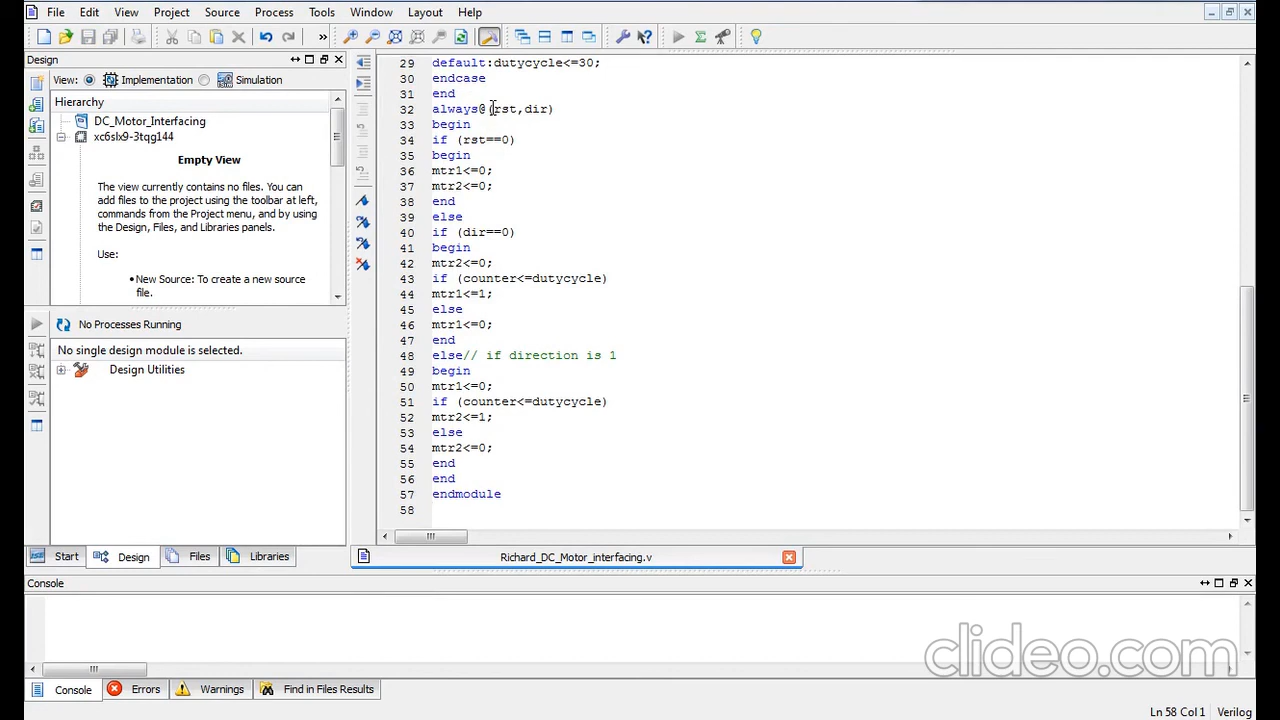 File Edit View Project Source Process Tools Window Layout Help
»
Design
View: Implementation Simulation
Hierarchy
DC_Motor_Interfacing
xc6slx9-3tqg144
Empty View
The view currently contains no files. You can
add files to the project using the toolbar at left,
commands from the Project menu, and by using
the Design, Files, and Libraries panels.
Use:
•New Source: To create a new source
file.
No Processes Running
No single design module is selected.
Design Utilities
Start Design Files Libraries
29 default:dutycycle<=30;
30 endcase
31 end
32 always@(rst,dir)
33 begin
34 if (rst==0)
35 begin
36 mtr1<=0;
37 mtr2<=0;
38 end
39 else
40 if (dir==0)
41 begin
42 mtr2<=0;
43 if (counter<=dutycycle)
44 mtr1<=1;
45 else
46 mtr1<=0;
47 end
48 else// if direction is 1
49 begin
50 mtr1<=0;
51 if (counter<=dutycycle)
52 mtr2<=1;
53 else
54 mtr2<=0;
55 end
56 end
57 endmodule
58
Richard_DC_Motor_interfacing.v
Console
clideo.com
Console Errors Warnings Find in Files Results
Ln 58 Col 1 Verilog